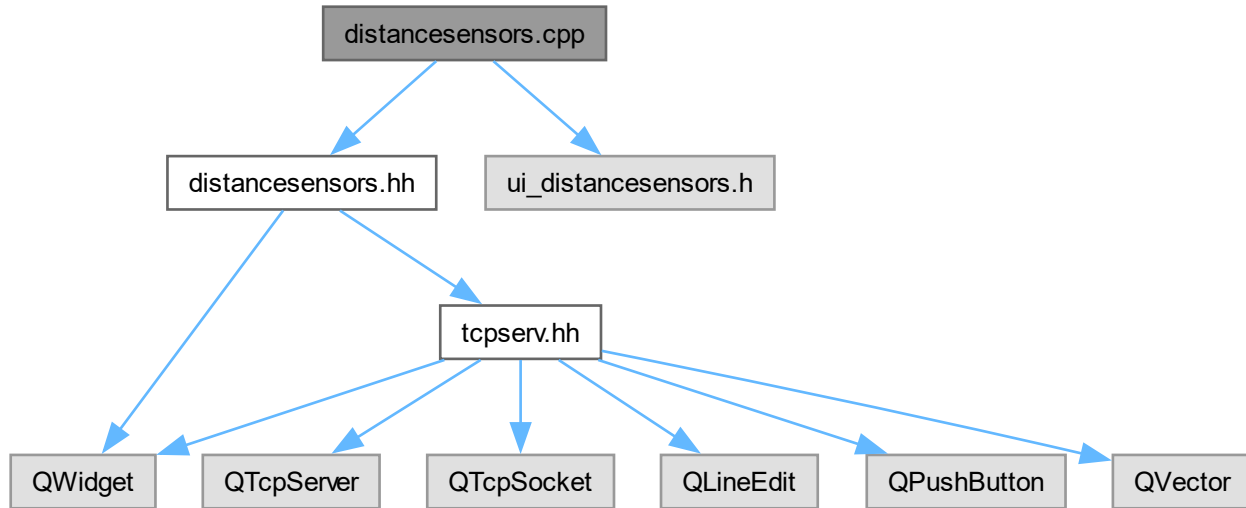 distancesensors.cpp
distancesensors.hh
ui_distancesensors.h
tcpserv.hh
QWidget
QTcpServer
QTcpSocket
QLineEdit
QPushButton
QVector